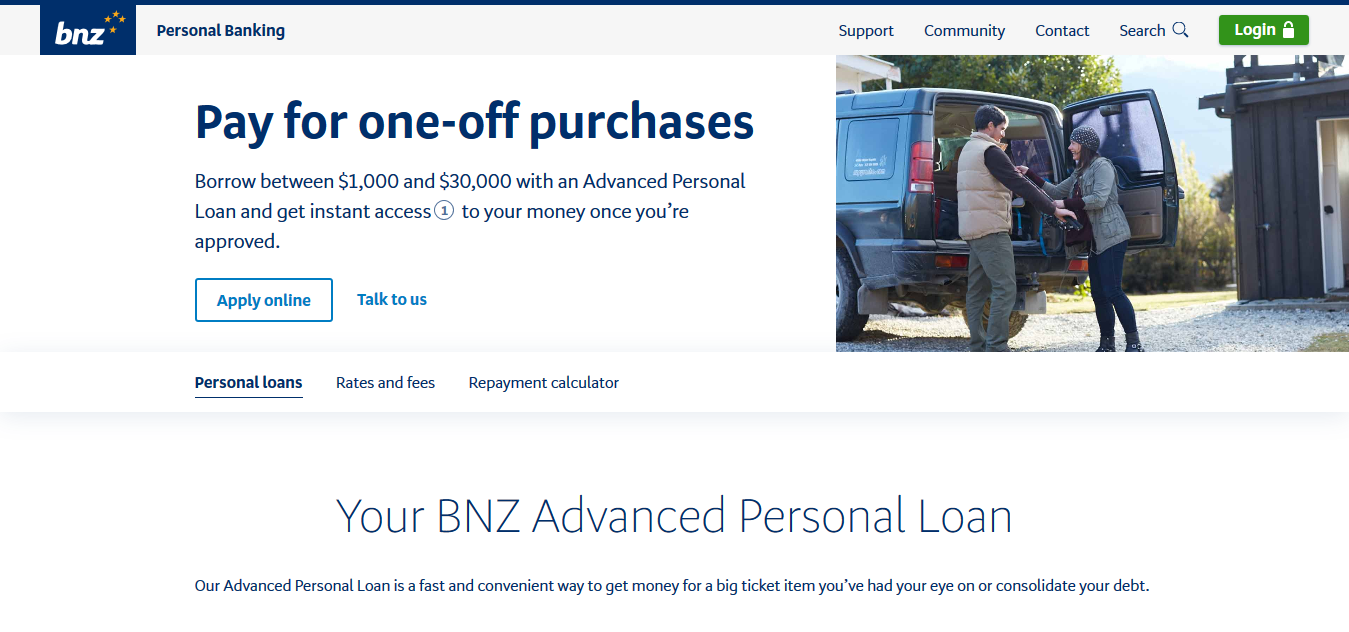 bnz
Personal Banking
Support
Community
Contact
Search
Login
Pay for one-off purchases
Borrow between $1,000 and $30,000 with an Advanced Personal
Loan and get instant access① to your money once you’re
approved.
Apply online
Talk to us
Personal loans
Rates and fees
Repayment calculator
Your BNZ Advanced Personal Loan
Our Advanced Personal Loan is a fast and convenient way to get money for a big ticket item you’ve had your eye on or consolidate your debt.